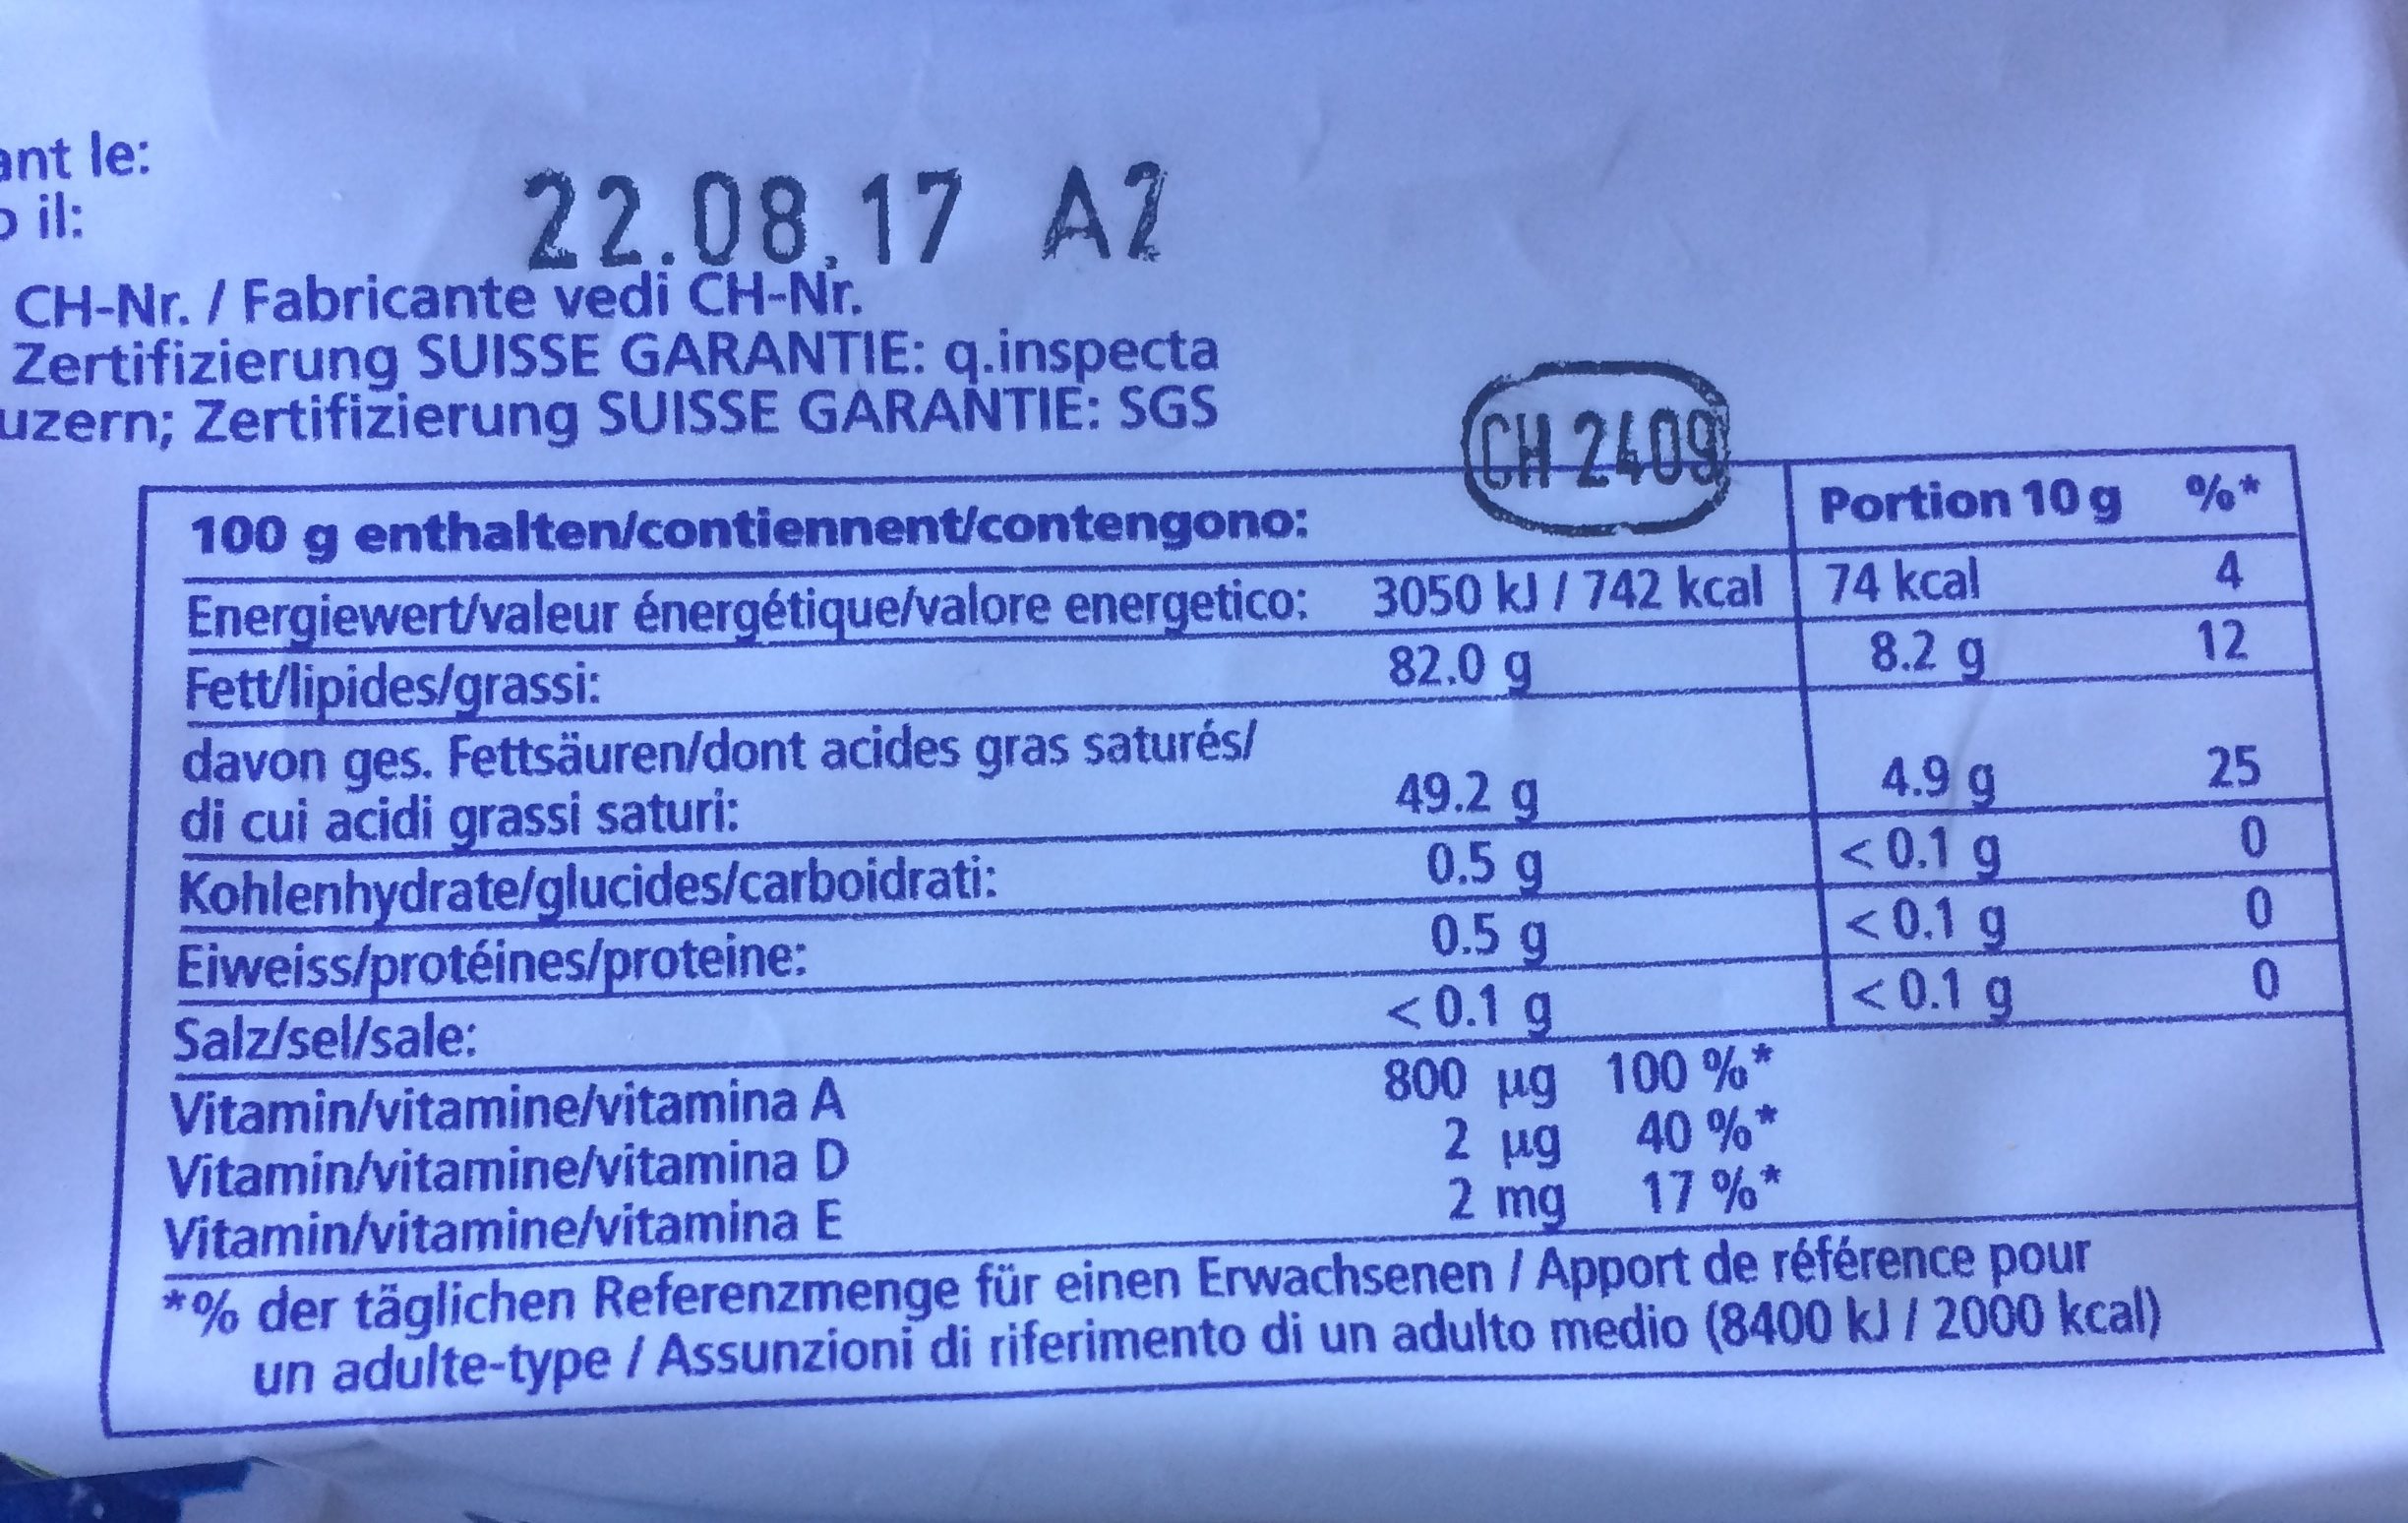 le:
il:
22.08.17 A2
CH-Nr. / Fabricante vedi CH-Nr.
Zertifizierung SUISSE GARANTIE: q.inspecta
Zertifizierung SUISSE GARANTIE: SGS
CH 2409
100 g enthalten/contiennent/contengono: Portion 10 g %*
Energiewert/valeur énergétique/valore energetico: 3050 kJ / 742 kcal 74 kcal 4
Fett/lipides/grassi: 82.0 g 8.2 g 12
davon ges. Fettsäuren/dont acides gras saturés/
di cui acidi grassi saturi: 49.2 g 4.9 g 25
Kohlenhydrate/glucides/carboidrati: 0.5 g < 0.1 g 0
Eiweiss/protéines/proteine: 0.5 g < 0.1 g 0
Salz/sel/sale: < 0.1 g < 0.1 g 0
Vitamin/vitamine/vitamina A 800 µg 100 %*
Vitamin/vitamine/vitamina D 2 µg 40 %*
Vitamin/vitamine/vitamina E 2 mg 17 %*
*% der täglichen Referenzmenge für einen Erwachsenen / Apport de référence pour
un adulte-type / Assunzioni di riferimento di un adulto medio (8400 kJ / 2000 kcal)